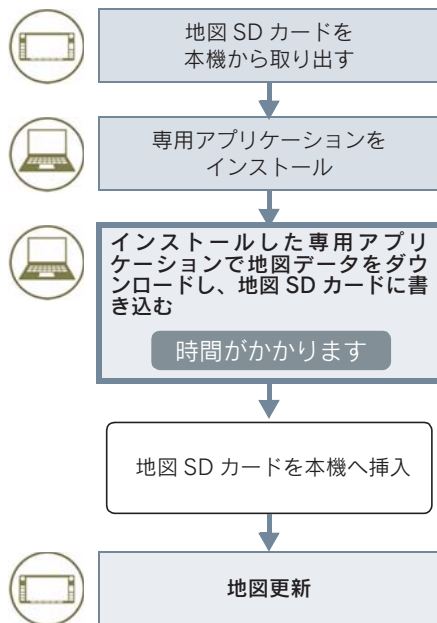 地図 SD カードを
本機から取り出す
専用アプリケーションを
インストール
インストールした専用アプリ
ケーションで地図データをダウ
ンロードし、地図 SD カードに書
き込む
時間がかかります
地図 SD カードを本機へ挿入
地図更新